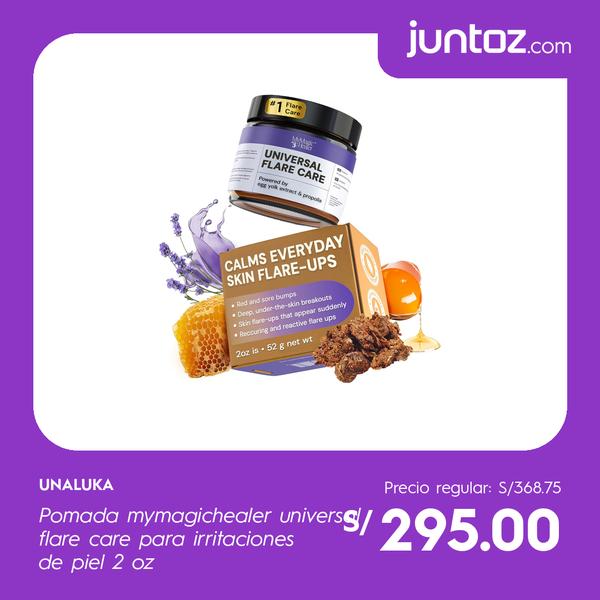 juntoz.com
#1 Flare Care
MyMagic Healer
UNIVERSAL
FLARE CARE
Powered by
egg yolk extract & propolis
CALMS EVERYDAY
SKIN FLARE-UPS
• Red and sore bumps
• Deep, under-the-skin breakouts
• Skin flare-ups that appear suddenly
• Reccuring and reactive flare ups
2oz is • 52 g net wt
UNALUKA
Pomada mymagichealer universal
flare care para irritaciones
de piel 2 oz
Precio regular: S/368.75
S/ 295.00